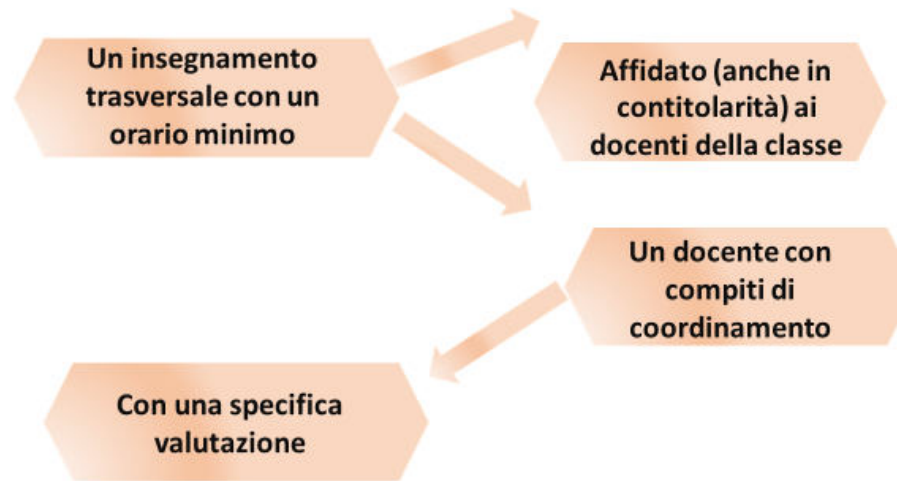 Un insegnamento
trasversale con un
orario minimo
Affidato (anche in
contitolarità) ai
docenti della classe
Un docente con
compiti di
coordinamento
Con una specifica
valutazione